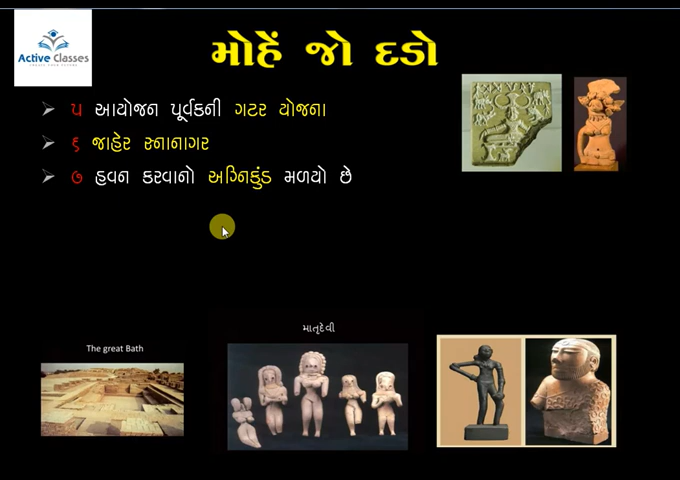 Active Classes
મોહેં જો દડો
૫ આયોજન પૂર્વકની ગટર યોજના
૬ જાહેર સ્નાનાગર
૭ હવન કરવાનો અગ્નિકુંડ મળયો છે
The great Bath
માતૃદેવી